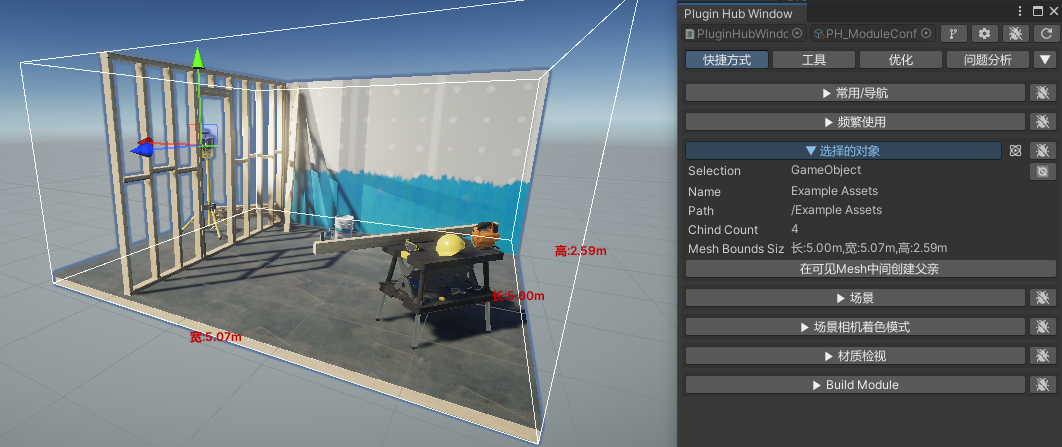 Plugin Hub Window
PluginHubWindo
PH_ModuleConf
快捷方式 工具 优化 问题分析
常用/导航
频繁使用
选择的对象
Selection GameObject
Name Example Assets
Path /Example Assets
Chind Count 4
Mesh Bounds Siz 长:5.00m,宽:5.07m,高:2.59m
在可见Mesh中间创建父亲
场景
场景相机着色模式
材质检视
Build Module
高:2.59m
长:5.00m
宽:5.07m